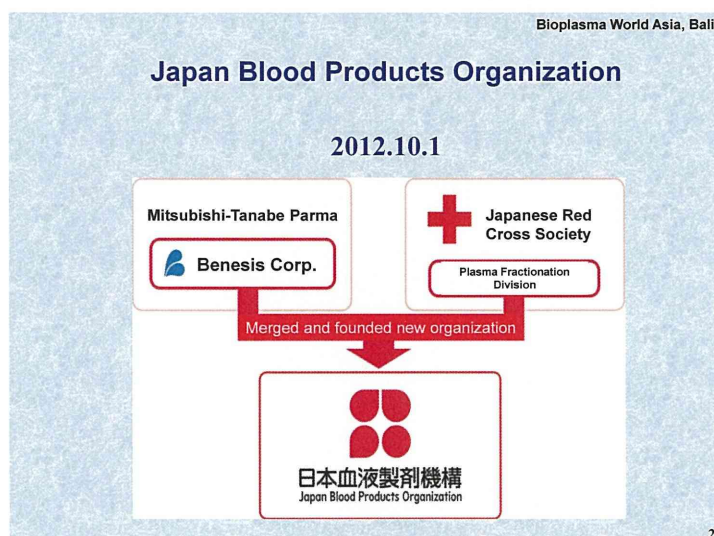 Bioplasma World Asia, Bali
Japan Blood Products Organization
2012.10.1
Mitsubishi-Tanabe Parma
Benesis Corp.
Japanese Red
Cross Society
Plasma Fractionation
Division
Merged and founded new organization
日本血液製剤機構
Japan Blood Products Organization
2